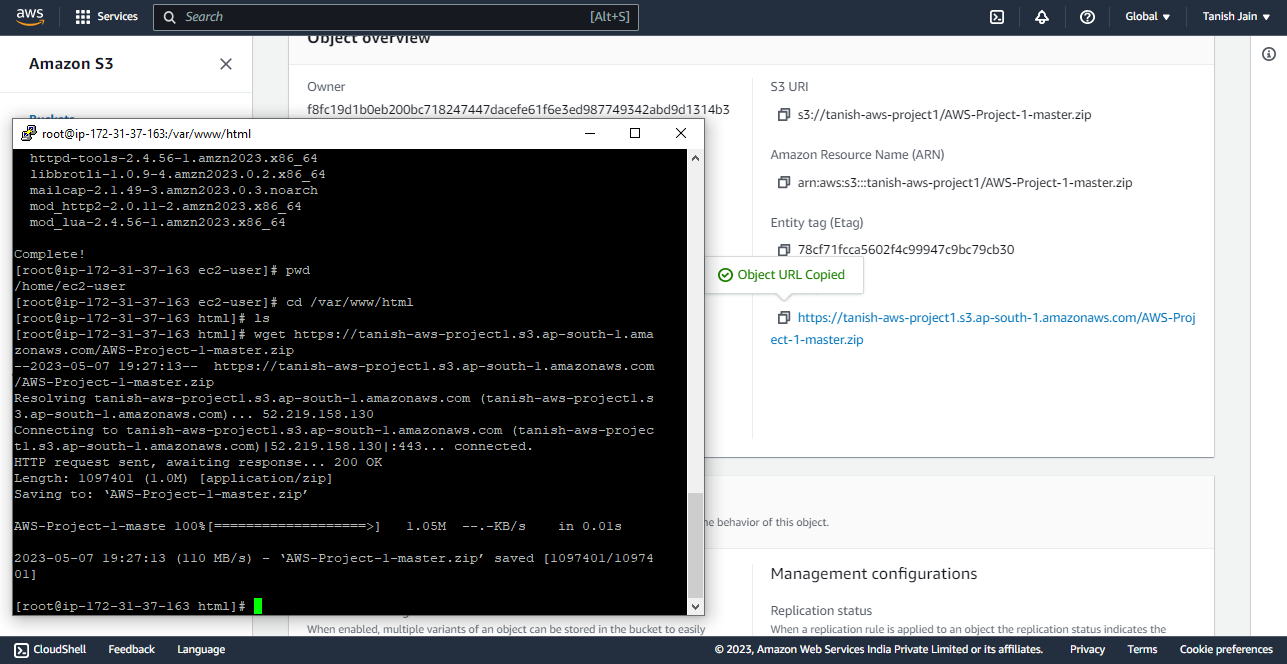 aws
Services
Search
[Alt+S]
Global
Tanish Jain
Amazon S3
Buckets
Object overview
Owner
f8fc19d1b0eb200bc718247447dacefe61f6e3ed987749342abd9d1314b3
S3 URI
s3://tanish-aws-project1/AWS-Project-1-master.zip
Amazon Resource Name (ARN)
arn:aws:s3:::tanish-aws-project1/AWS-Project-1-master.zip
Entity tag (Etag)
78cf71fcca5602f4c99947c9bc79cb30
Object URL Copied
https://tanish-aws-project1.s3.ap-south-1.amazonaws.com/AWS-Proj
ect-1-master.zip
root@ip-172-31-37-163:/var/www/html
httpd-tools-2.4.56-1.amzn2023.x86_64
libbrotli-1.0.9-4.amzn2023.0.2.x86_64
mailcap-2.1.49-3.amzn2023.0.3.noarch
mod_http2-2.0.11-2.amzn2023.x86_64
mod_lua-2.4.56-1.amzn2023.x86_64
Complete!
[root@ip-172-31-37-163 ec2-user]# pwd
/home/ec2-user
[root@ip-172-31-37-163 ec2-user]# cd /var/www/html
[root@ip-172-31-37-163 html]# ls
[root@ip-172-31-37-163 html]# wget https://tanish-aws-project1.s3.ap-south-1.ama
zonaws.com/AWS-Project-1-master.zip
--2023-05-07 19:27:13-- https://tanish-aws-project1.s3.ap-south-1.amazonaws.com
/AWS-Project-1-master.zip
Resolving tanish-aws-project1.s3.ap-south-1.amazonaws.com (tanish-aws-project1.s
3.ap-south-1.amazonaws.com)... 52.219.158.130
Connecting to tanish-aws-project1.s3.ap-south-1.amazonaws.com (tanish-aws-projec
t1.s3.ap-south-1.amazonaws.com)|52.219.158.130|:443... connected.
HTTP request sent, awaiting response... 200 OK
Length: 1097401 (1.0M) [application/zip]
Saving to: ‘AWS-Project-1-master.zip’
AWS-Project-1-maste 100%[===================>] 1.05M --.-KB/s in 0.01s
2023-05-07 19:27:13 (110 MB/s) - ‘AWS-Project-1-master.zip’ saved [1097401/10974
01]
[root@ip-172-31-37-163 html]#
he behavior of this object.
When enabled, multiple variants of an object can be stored in the bucket to easily
Management configurations
Replication status
When a replication rule is applied to an object the replication status indicates the
CloudShell
Feedback
Language
© 2023, Amazon Web Services India Private Limited or its affiliates.
Privacy
Terms
Cookie preferences